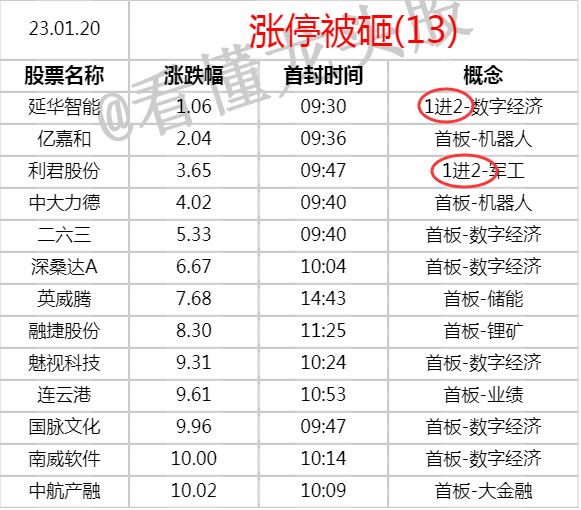 23.01.20 涨停被砸(13)
@看懂龙头股
股票名称 涨跌幅 首封时间 概念
延华智能 1.06 09:30 1进2-数字经济
亿嘉和 2.04 09:36 首板-机器人
利君股份 3.65 09:47 1进2-军工
中大力德 4.02 09:40 首板-机器人
二六三 5.33 09:40 首板-数字经济
深桑达A 6.67 10:04 首板-数字经济
英威腾 7.68 14:43 首板-储能
融捷股份 8.30 11:25 首板-锂矿
魅视科技 9.31 10:24 首板-数字经济
连云港 9.61 10:53 首板-业绩
国脉文化 9.96 09:47 首板-数字经济
南威软件 10.00 10:14 首板-数字经济
中航产融 10.02 10:09 首板-大金融